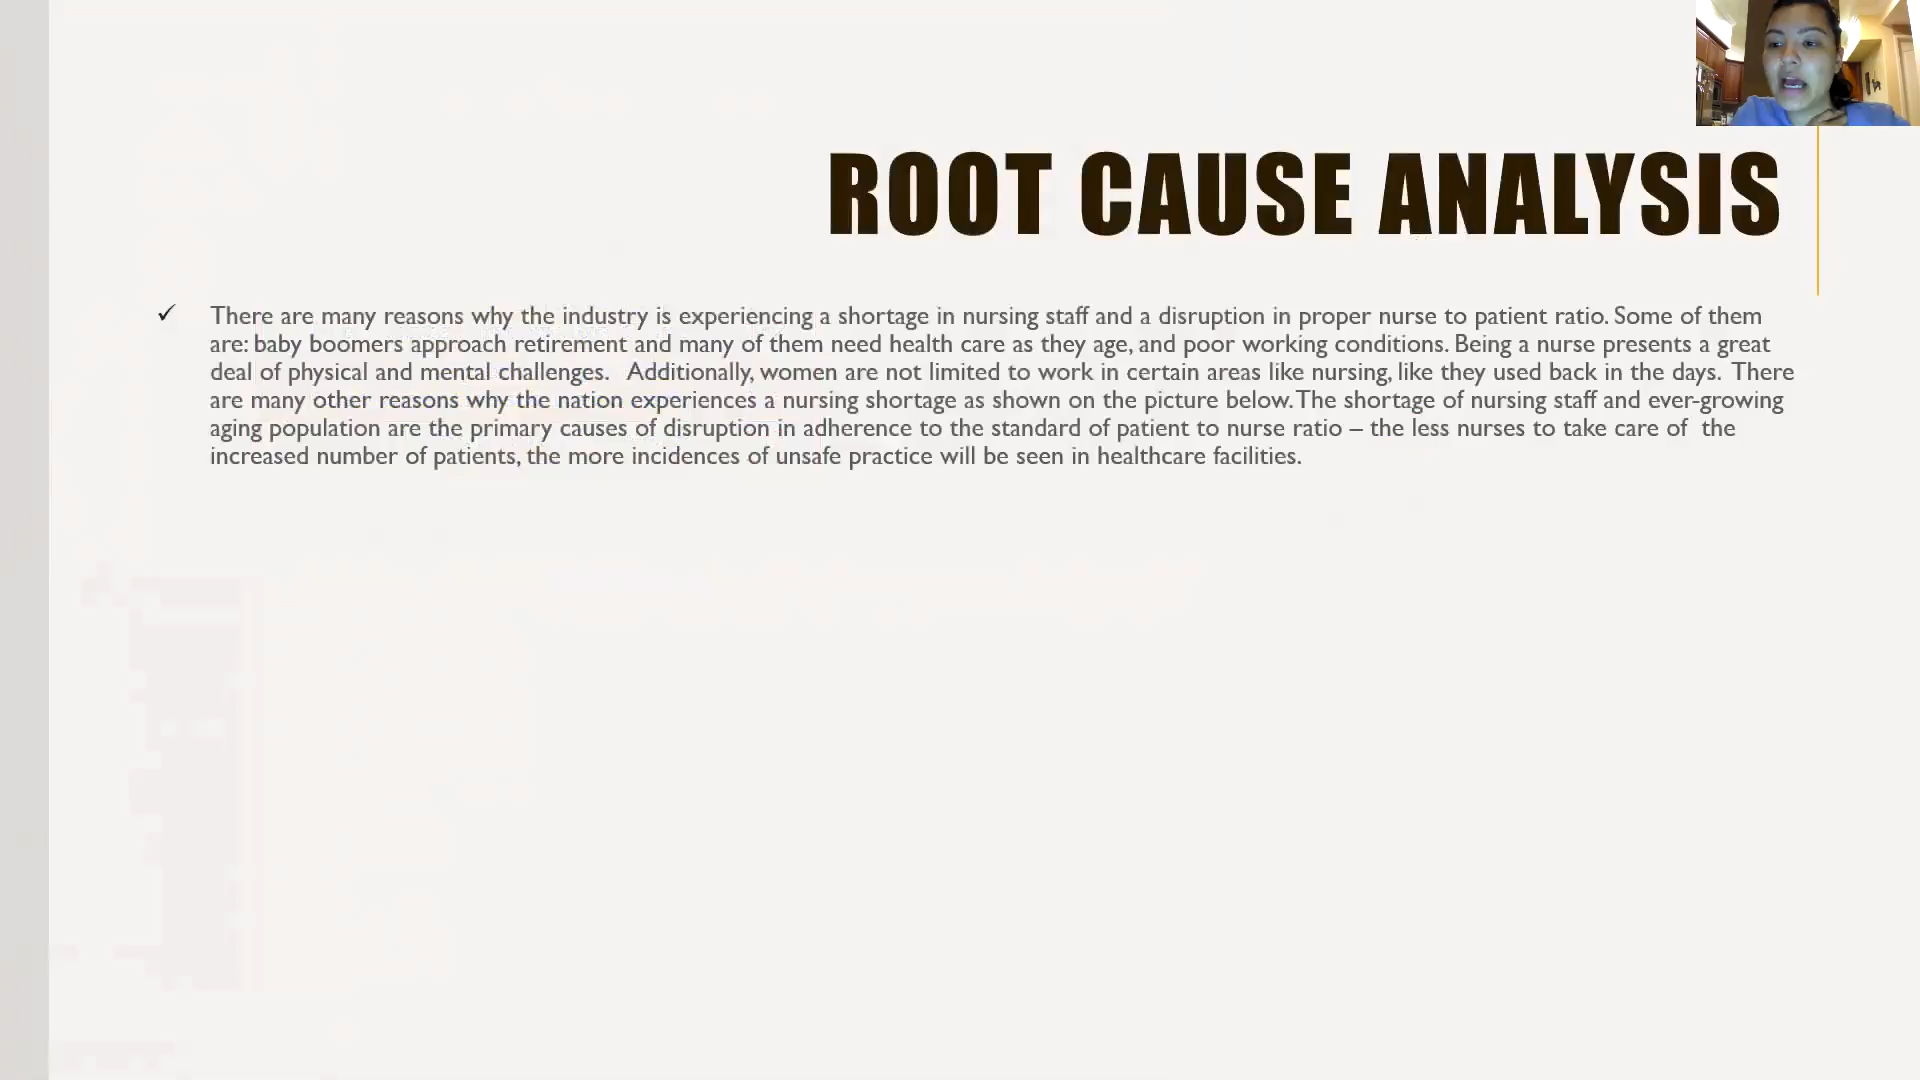 ROOT CAUSE ANALYSIS
✓ There are many reasons why the industry is experiencing a shortage in nursing staff and a disruption in proper nurse to patient ratio. Some of them
are: baby boomers approach retirement and many of them need health care as they age, and poor working conditions. Being a nurse presents a great
deal of physical and mental challenges. Additionally, women are not limited to work in certain areas like nursing, like they used back in the days. There
are many other reasons why the nation experiences a nursing shortage as shown on the picture below. The shortage of nursing staff and ever-growing
aging population are the primary causes of disruption in adherence to the standard of patient to nurse ratio – the less nurses to take care of the
increased number of patients, the more incidences of unsafe practice will be seen in healthcare facilities.